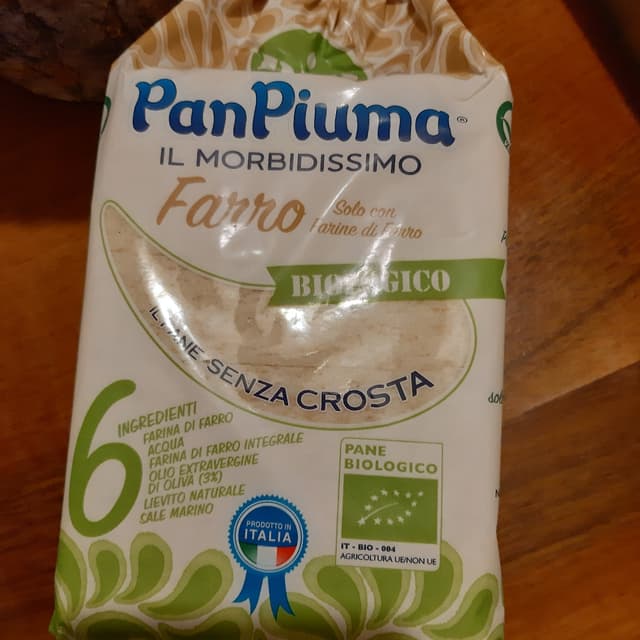 PanPiuma®
IL MORBIDISSIMO
Farro
Solo con
Farine di Farro
BIOLOGICO
IL PANE SENZA CROSTA
6
INGREDIENTI
FARINA DI FARRO
ACQUA
FARINA DI FARRO INTEGRALE
OLIO EXTRAVERGINE
DI OLIVA (3%)
LIEVITO NATURALE
SALE MARINO
PRODOTTO IN
ITALIA
PANE
BIOLOGICO
IT - BIO - 004
AGRICOLTURA UE/NON UE